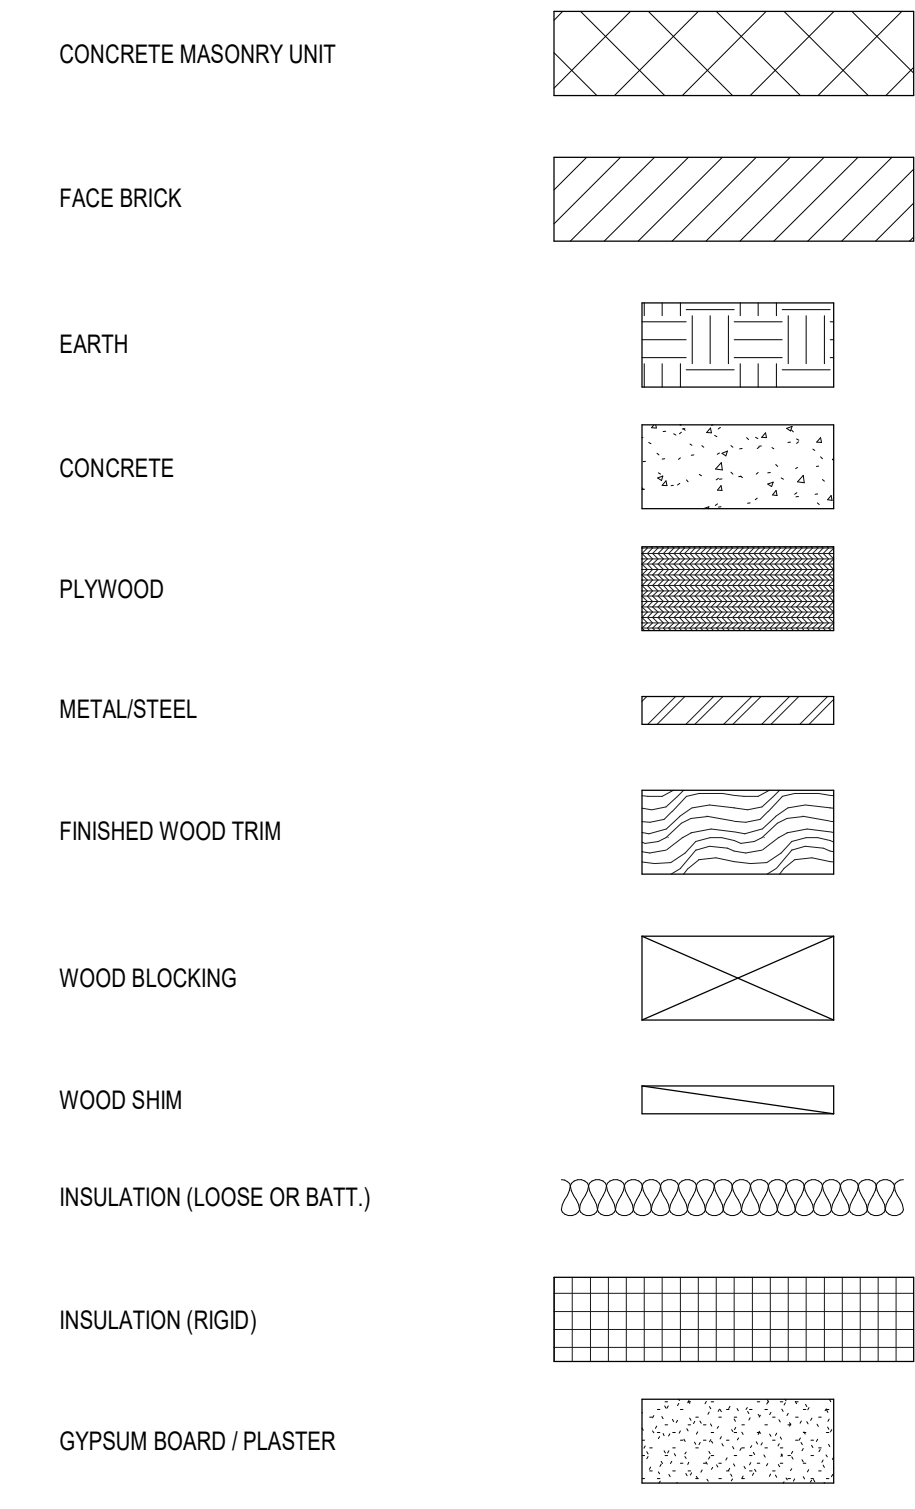 CONCRETE MASONRY UNIT
FACE BRICK
EARTH
CONCRETE
PLYWOOD
METAL/STEEL
FINISHED WOOD TRIM
WOOD BLOCKING
WOOD SHIM
INSULATION (LOOSE OR BATT.)
INSULATION (RIGID)
GYPSUM BOARD / PLASTER